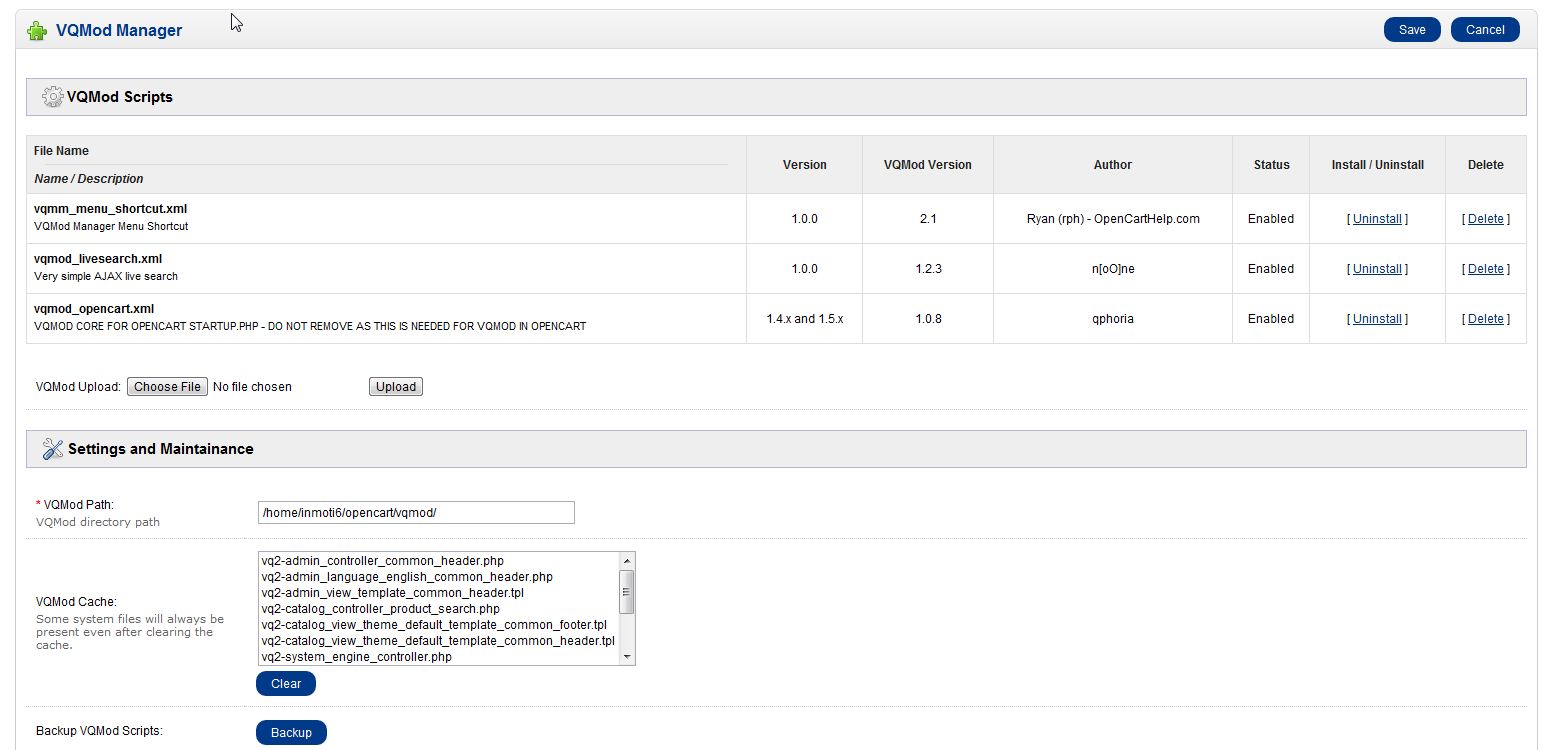 VQMod Manager
Save Cancel
VQMod Scripts
File Name
Name / Description
Version VQMod Version Author Status Install / Uninstall Delete
vqmm_menu_shortcut.xml
VQMod Manager Menu Shortcut
1.0.0 2.1 Ryan (rph) - OpenCartHelp.com Enabled [ Uninstall ] [ Delete ]
vqmod_livesearch.xml
Very simple AJAX live search
1.0.0 1.2.3 n[oO]ne Enabled [ Uninstall ] [ Delete ]
vqmod_opencart.xml
VQMOD CORE FOR OPENCART STARTUP.PHP - DO NOT REMOVE AS THIS IS NEEDED FOR VQMOD IN OPENCART
1.4.x and 1.5.x 1.0.8 qphoria Enabled [ Uninstall ] [ Delete ]
VQMod Upload: Choose File No file chosen Upload
Settings and Maintainance
* VQMod Path:
VQMod directory path
/home/inmoti6/opencart/vqmod/
VQMod Cache:
Some system files will always be
present even after clearing the
cache.
vq2-admin_controller_common_header.php
vq2-admin_language_english_common_header.php
vq2-admin_view_template_common_header.tpl
vq2-catalog_controller_product_search.php
vq2-catalog_view_theme_default_template_common_footer.tpl
vq2-catalog_view_theme_default_template_common_header.tpl
vq2-system_engine_controller.php
Clear
Backup VQMod Scripts: Backup